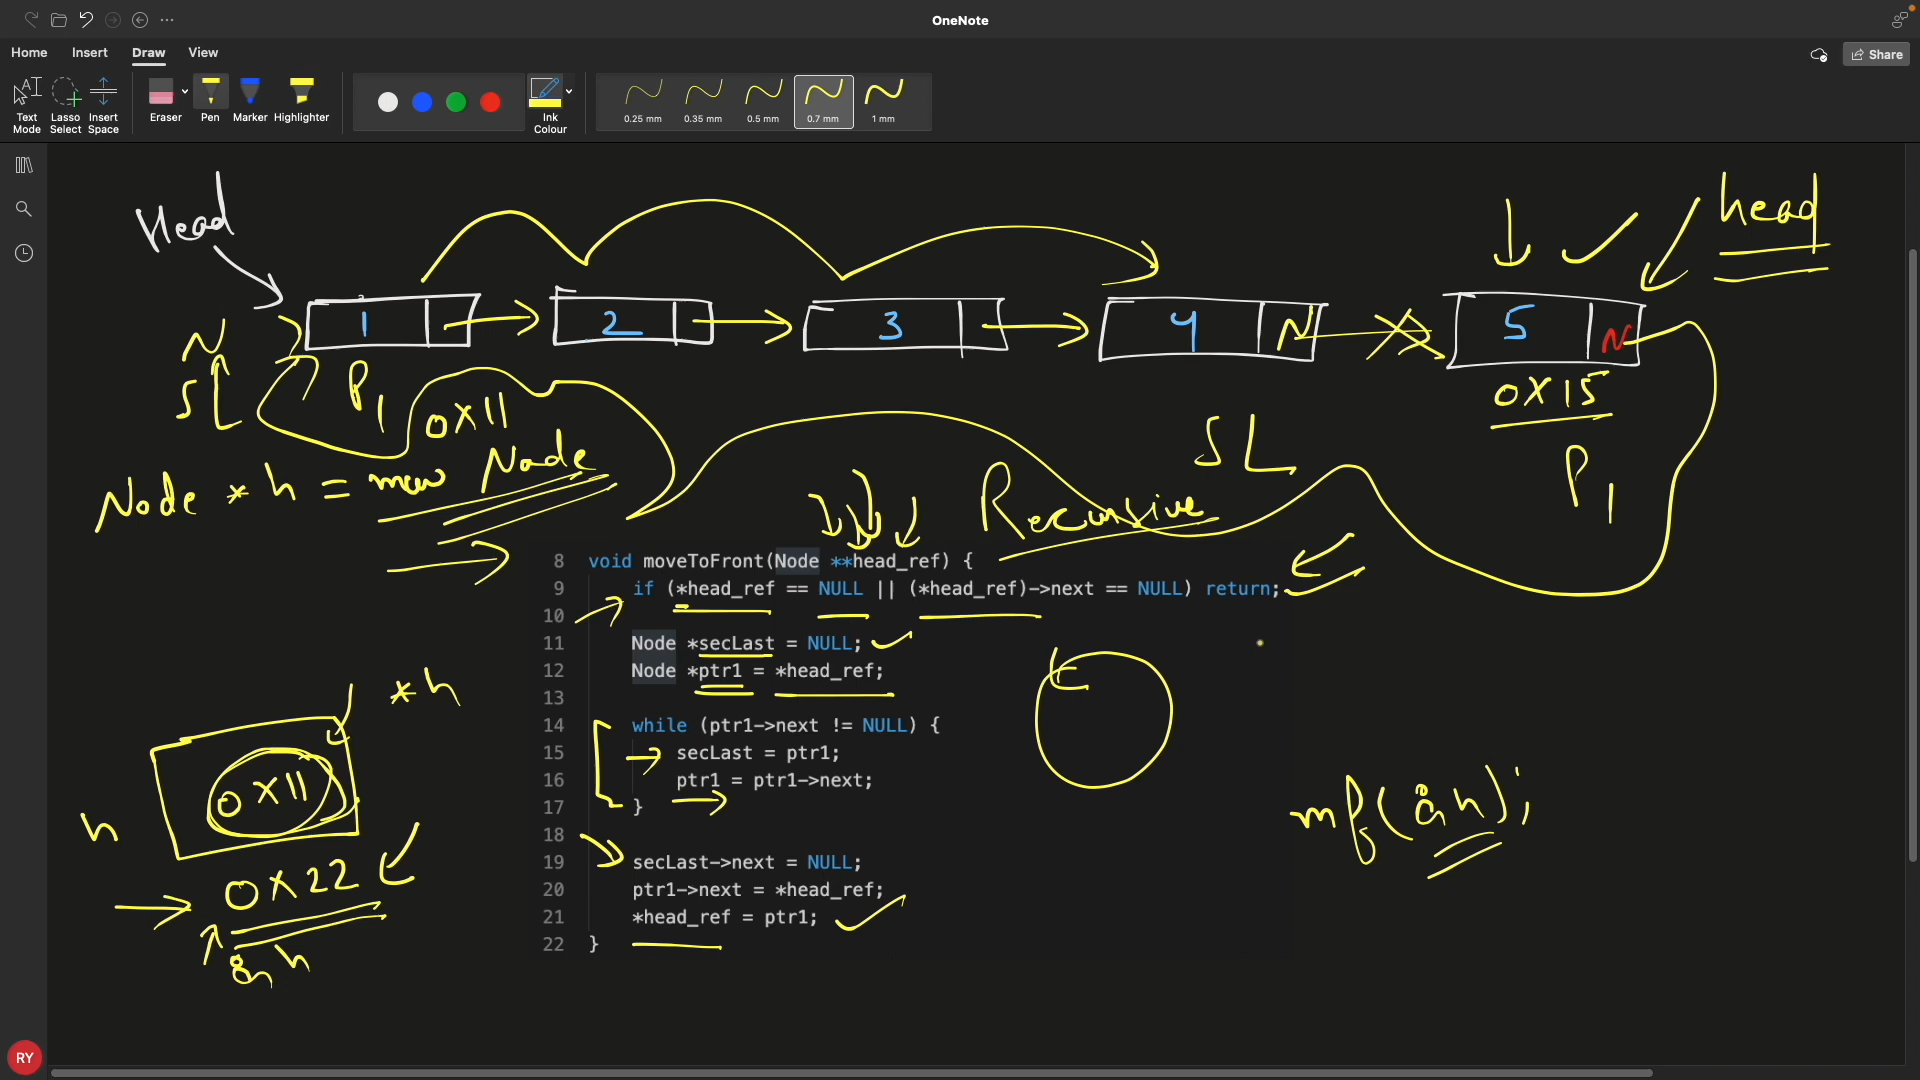 OneNote
Home Insert Draw View
Share
Text Mode
Lasso Select
Insert Space
Eraser
Pen
Marker
Highlighter
Ink Colour
0.25 mm
0.35 mm
0.5 mm
0.7 mm
1 mm
Head
head
1
2
3
4 N
5 N
N
SL
P1
0X11
0X15
SL
P1
Node *h = new Node
Recursive
8 void moveToFront(Node **head_ref) {
9 if (*head_ref == NULL || (*head_ref)->next == NULL) return;
10
11 Node *secLast = NULL;
12 Node *ptr1 = *head_ref;
13
14 while (ptr1->next != NULL) {
15 secLast = ptr1;
16 ptr1 = ptr1->next;
17 }
18
19 secLast->next = NULL;
20 ptr1->next = *head_ref;
21 *head_ref = ptr1;
22 }
*h
0X11
h
0X22
&h
mf(&h);
RY